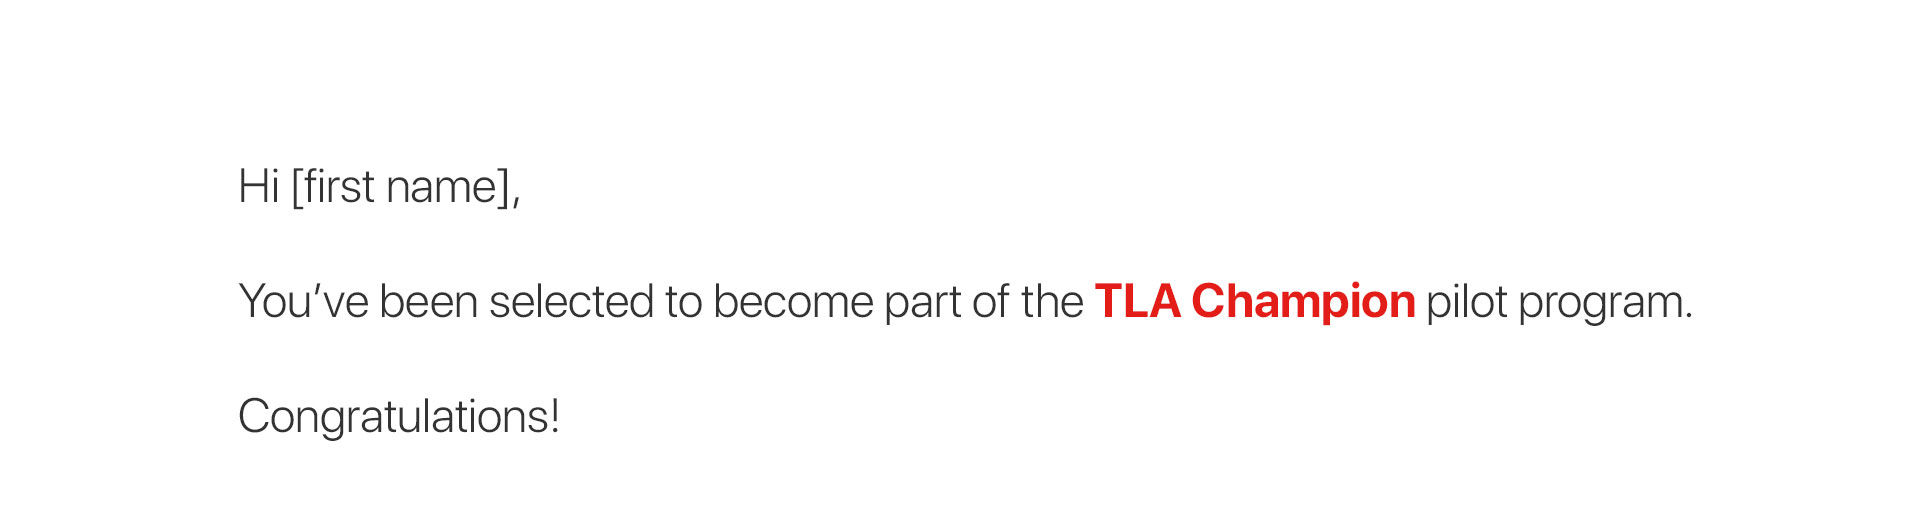 Hi [first name],
You’ve been selected to become part of the TLA Champion pilot program.
Congratulations!